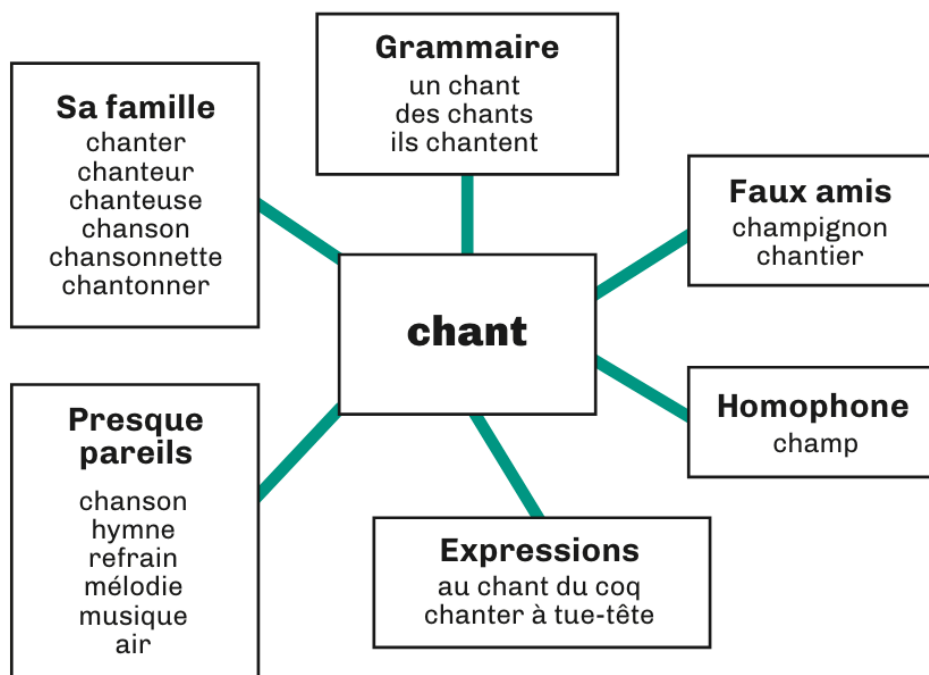 Grammaire
un chant
des chants
ils chantent
Sa famille
chanter
chanteur
chanteuse
chanson
chansonnette
chantonner
Faux amis
champignon
chantier
chant
Homophone
champ
Presque
pareils
chanson
hymne
refrain
mélodie
musique
air
Expressions
au chant du coq
chanter à tue-tête